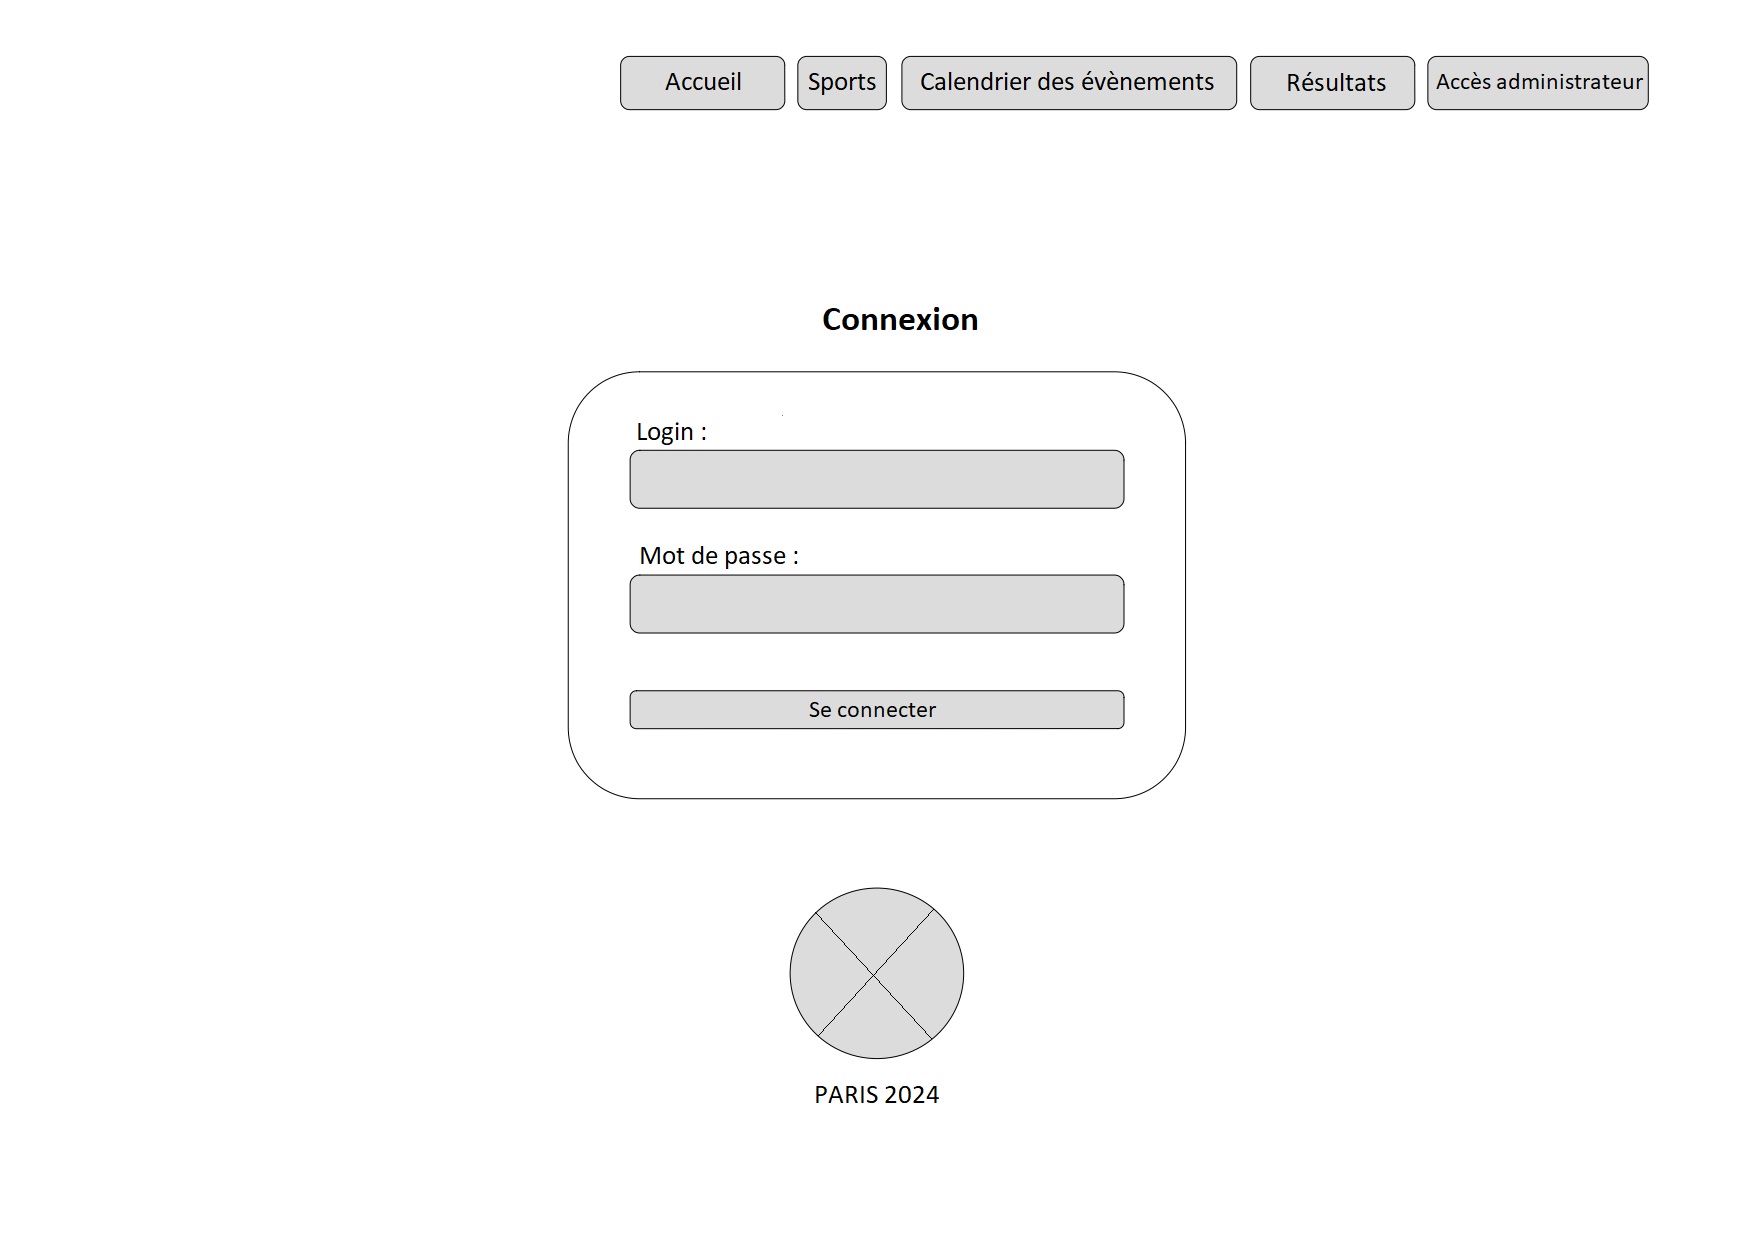 Accueil
Sports
Calendrier des évènements
Résultats
Accès administrateur
Connexion
Login :
Mot de passe :
Se connecter
PARIS 2024